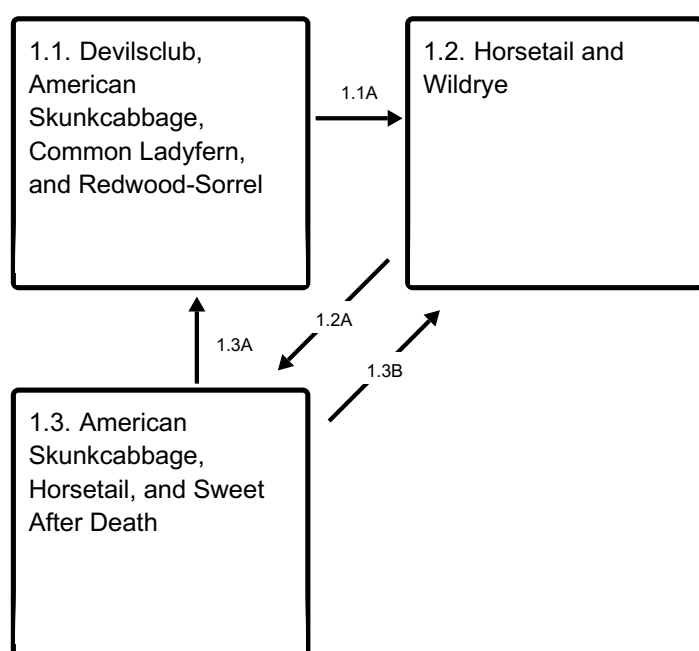 1.1. Devilsclub,
American
Skunkcabbage,
Common Ladyfern,
and Redwood-Sorrel
1.1A
1.2. Horsetail and
Wildrye
1.2A
1.3A
1.3B
1.3. American
Skunkcabbage,
Horsetail, and Sweet
After Death